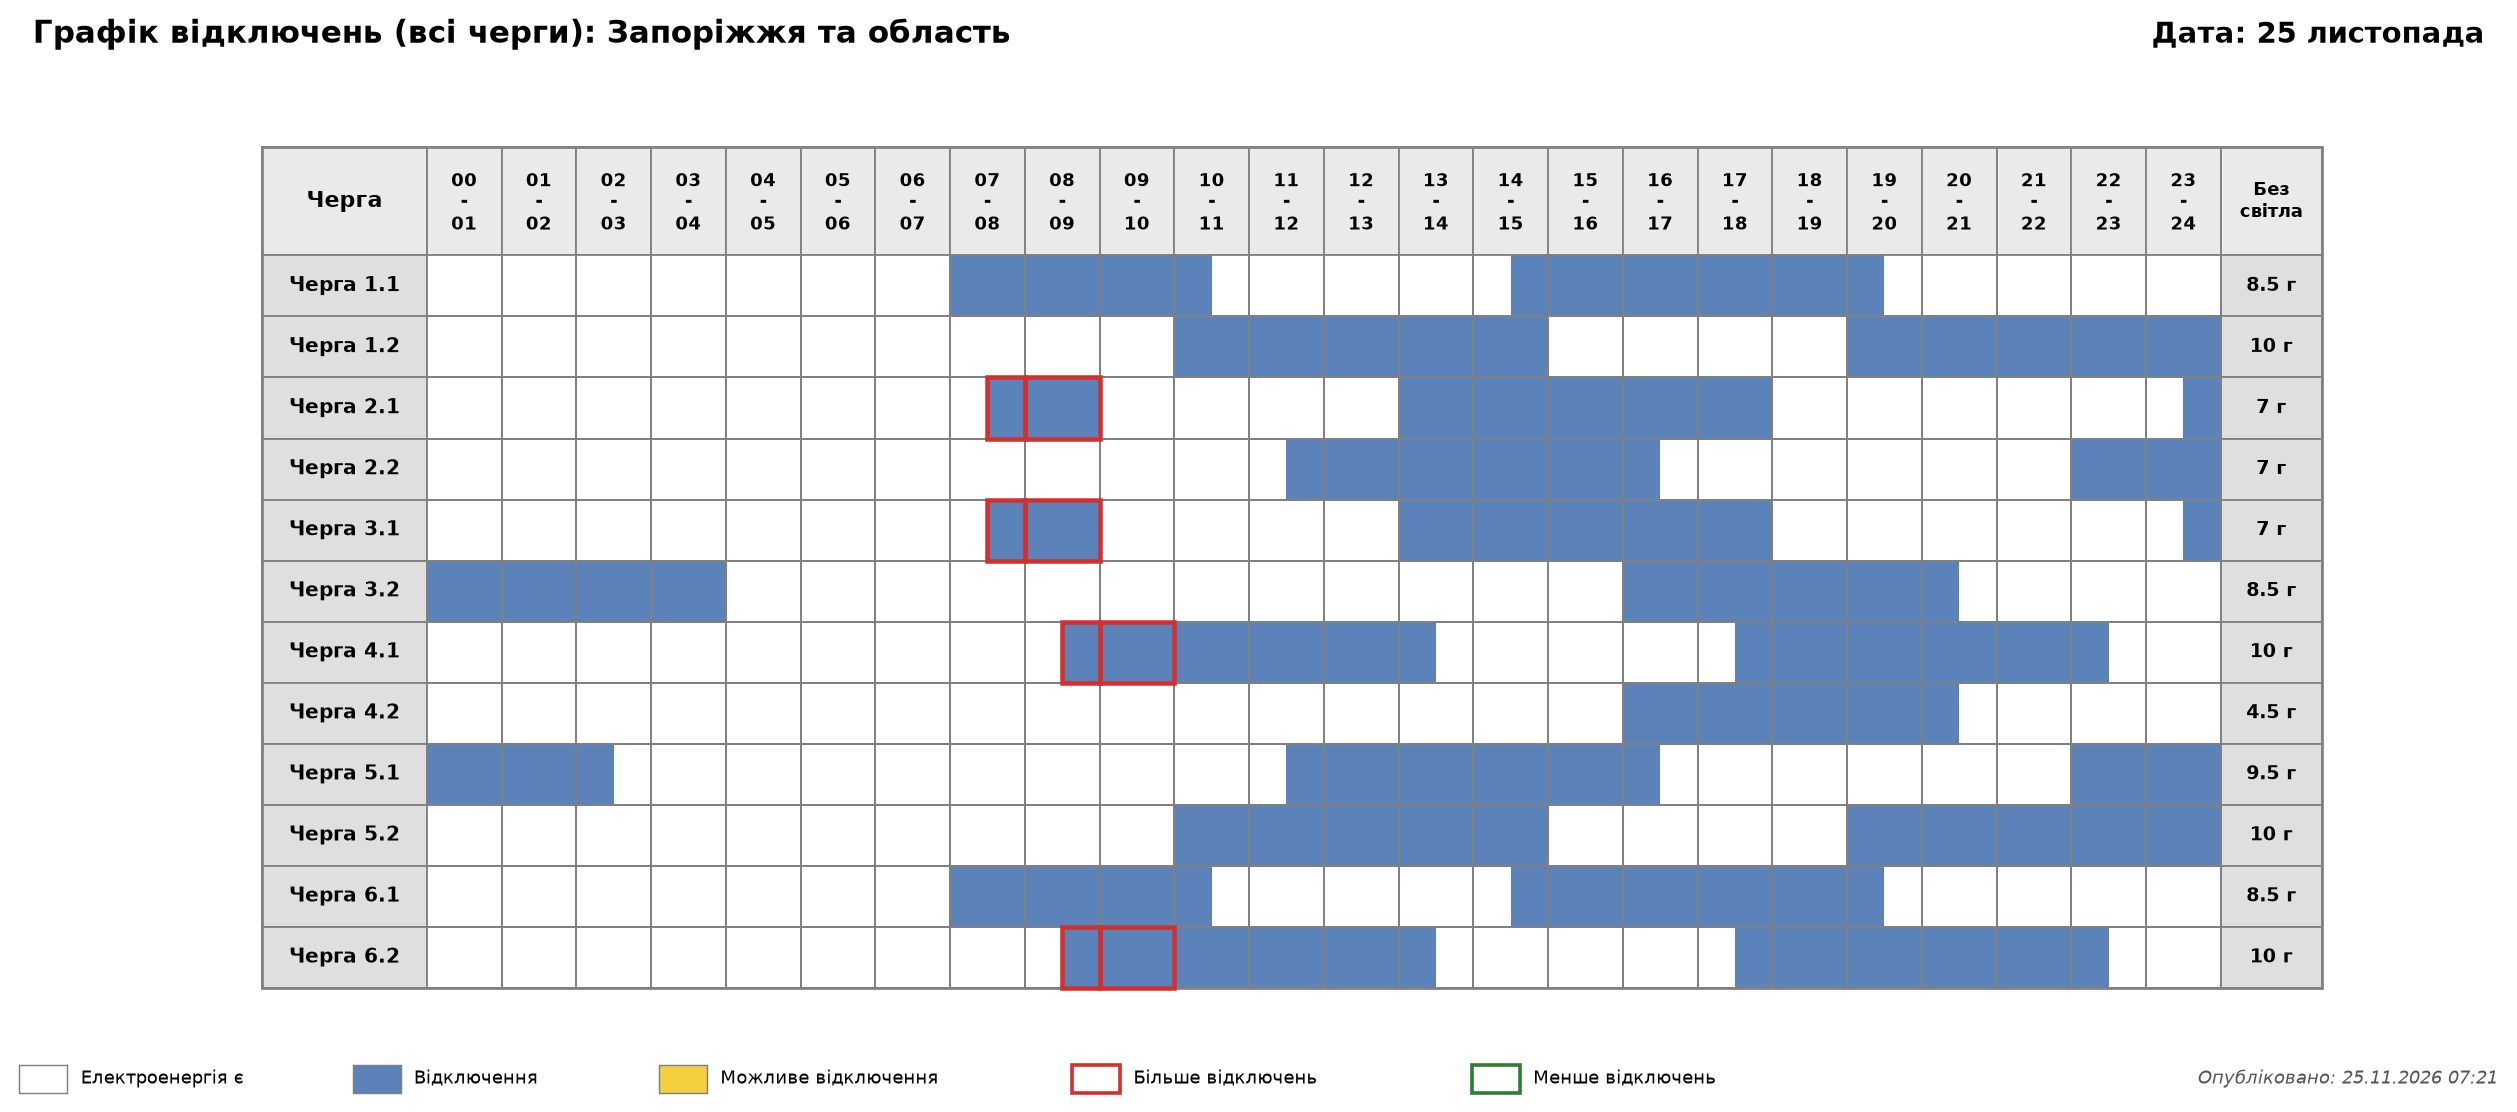 Графік відключень (всі черги): Запоріжжя та область
Дата: 25 листопада
Черга 00 - 01 01 - 02 02 - 03 03 - 04 04 - 05 05 - 06 06 - 07 07 - 08 08 - 09 09 - 10 10 - 11 11 - 12 12 - 13 13 - 14 14 - 15 15 - 16 16 - 17 17 - 18 18 - 19 19 - 20 20 - 21 21 - 22 22 - 23 23 - 24 Без світла
Черга 1.1 8.5 г
Черга 1.2 10 г
Черга 2.1 7 г
Черга 2.2 7 г
Черга 3.1 7 г
Черга 3.2 8.5 г
Черга 4.1 10 г
Черга 4.2 4.5 г
Черга 5.1 9.5 г
Черга 5.2 10 г
Черга 6.1 8.5 г
Черга 6.2 10 г
Електроенергія є Відключення Можливе відключення Більше відключень Менше відключень
Опубліковано: 25.11.2026 07:21